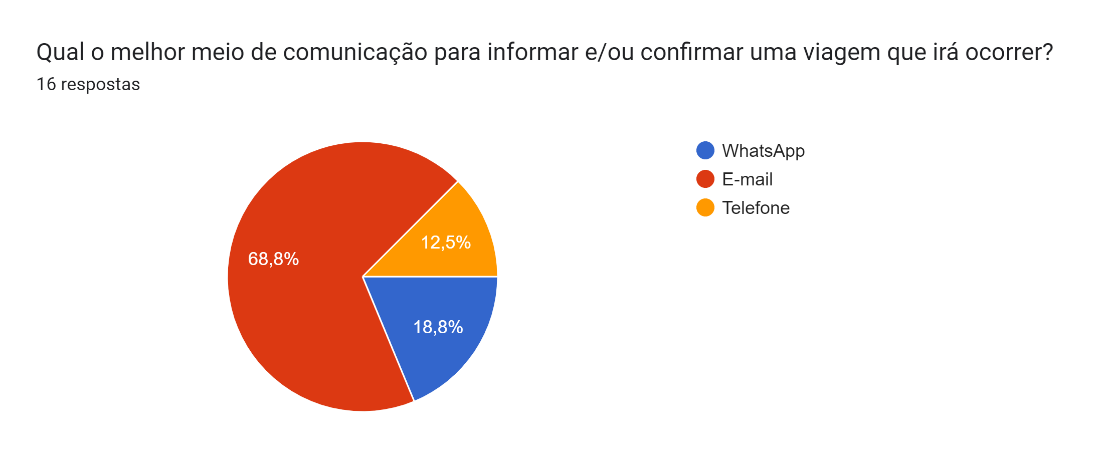 Qual o melhor meio de comunicação para informar e/ou confirmar uma viagem que irá ocorrer?
16 respostas
WhatsApp
E-mail
Telefone
68,8%
12,5%
18,8%